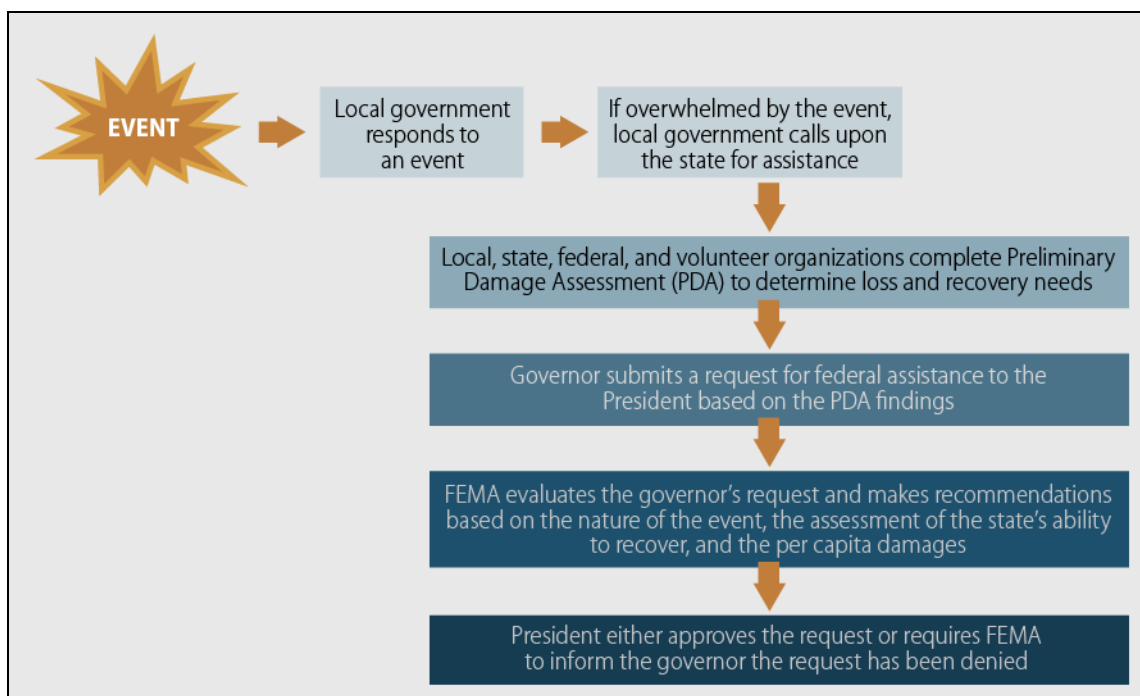 EVENT
Local government
responds to
an event
If overwhelmed by the event,
local government calls upon
the state for assistance
Local, state, federal, and volunteer organizations complete Preliminary
Damage Assessment (PDA) to determine loss and recovery needs
Governor submits a request for federal assistance to the
President based on the PDA findings
FEMA evaluates the governor’s request and makes recommendations
based on the nature of the event, the assessment of the state’s ability
to recover, and the per capita damages
President either approves the request or requires FEMA
to inform the governor the request has been denied